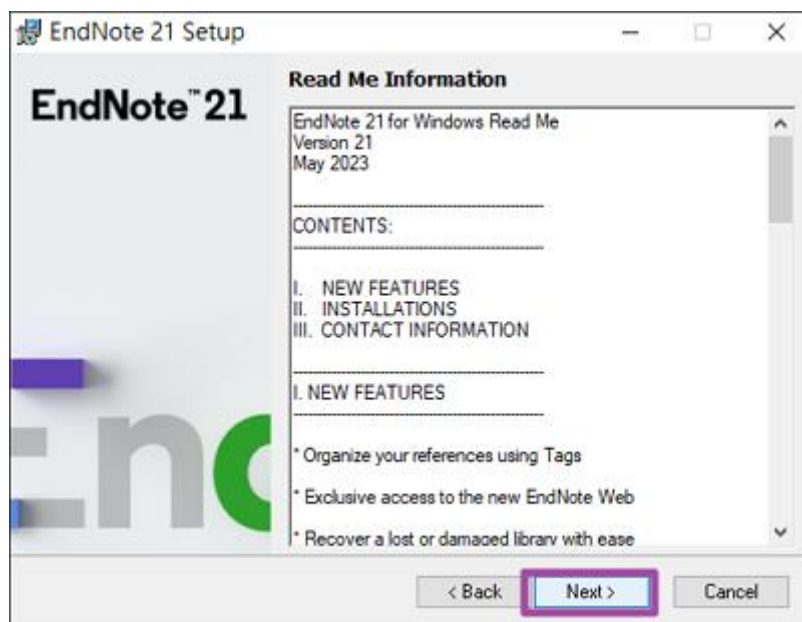 EndNote 21 Setup
EndNote™21
Read Me Information
EndNote 21 for Windows Read Me
Version 21
May 2023
--------------------------------------------------
CONTENTS:
--------------------------------------------------
I. NEW FEATURES
II. INSTALLATIONS
III. CONTACT INFORMATION
--------------------------------------------------
I. NEW FEATURES
--------------------------------------------------
* Organize your references using Tags
* Exclusive access to the new EndNote Web
* Recover a lost or damaged library with ease
Enc
< Back
Next >
Cancel